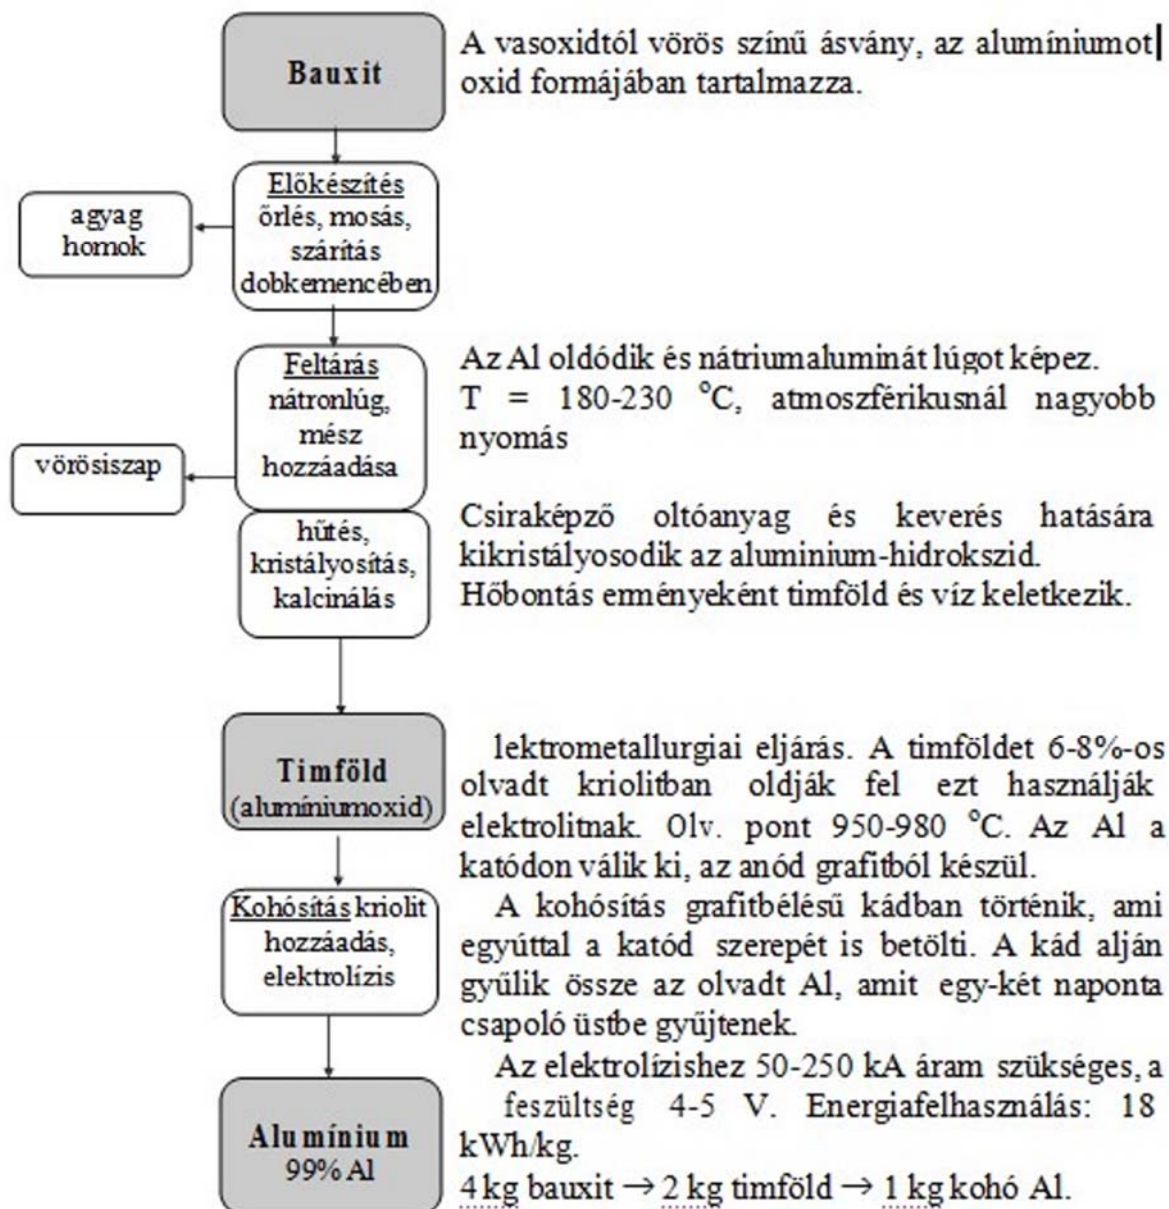 Bauxit
A vasoxidtól vörös színű ásvány, az alumíniumot
oxid formájában tartalmazza.
Előkészítés
őrlés, mosás,
szárítás
dobkemencében
agyag
homok
Feltárás
nátronlúg,
mész
hozzáadása
Az Al oldódik és nátriumaluminát lúgot képez.
T = 180-230 °C, atmoszférikusnál nagyobb
nyomás
vörösiszap
hűtés,
kristályosítás,
kalcinálás
Csiraképző oltóanyag és keverés hatására
kikristályosodik az aluminium-hidrokszid.
Hőbontás erményeként timföld és víz keletkezik.
Timföld
(alumíniumoxid)
lektrometallurgiai eljárás. A timföldet 6-8%-os
olvadt kriolitban oldják fel ezt használják
elektrolitnak. Olv. pont 950-980 °C. Az Al a
katódon válik ki, az anód grafitból készül.
Kohósítás kriolit
hozzáadás,
elektrolízis
A kohósítás grafitbélésű kádban történik, ami
egyúttal a katód szerepét is betölti. A kád alján
gyűlik össze az olvadt Al, amit egy-két naponta
csapoló üstbe gyűjtenek.
Az elektrolízishez 50-250 kA áram szükséges, a
feszültség 4-5 V. Energiafelhasználás: 18
kWh/kg.
4 kg bauxit → 2 kg timföld → 1 kg kohó Al.
Alumínium
99% Al